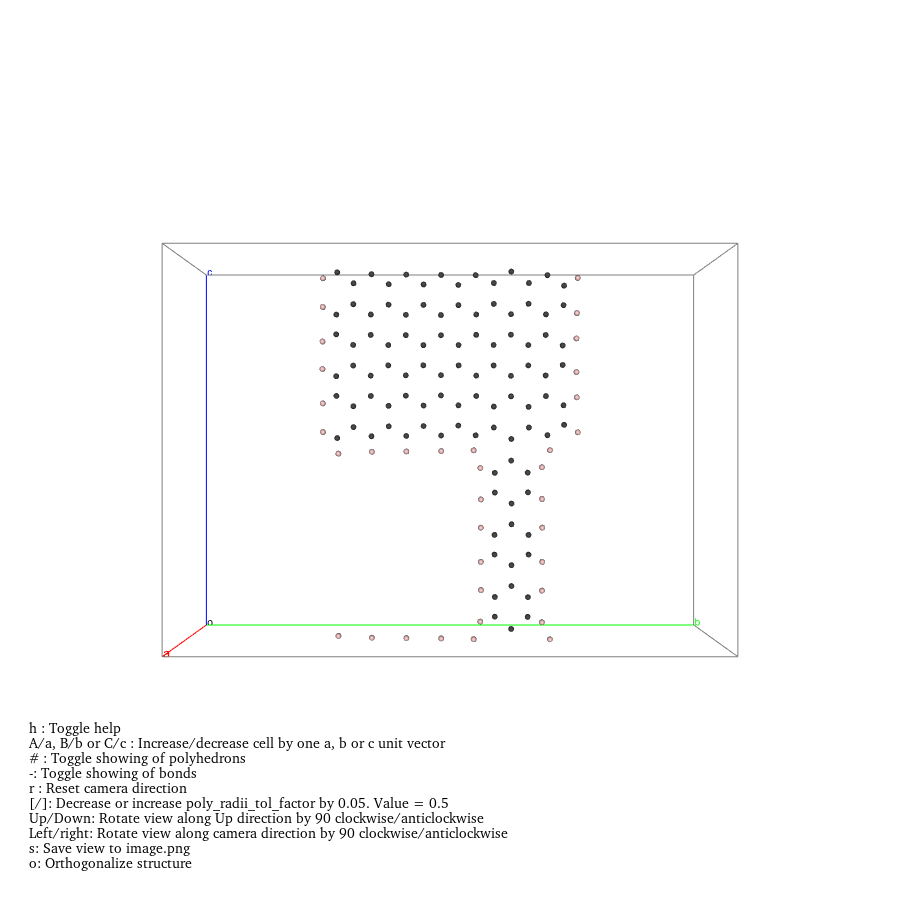 c
o
b
a
h : Toggle help
A/a, B/b or C/c : Increase/decrease cell by one a, b or c unit vector
# : Toggle showing of polyhedrons
-: Toggle showing of bonds
r : Reset camera direction
[/]: Decrease or increase poly_radii_tol_factor by 0.05. Value = 0.5
Up/Down: Rotate view along Up direction by 90 clockwise/anticlockwise
Left/right: Rotate view along camera direction by 90 clockwise/anticlockwise
s: Save view to image.png
o: Orthogonalize structure